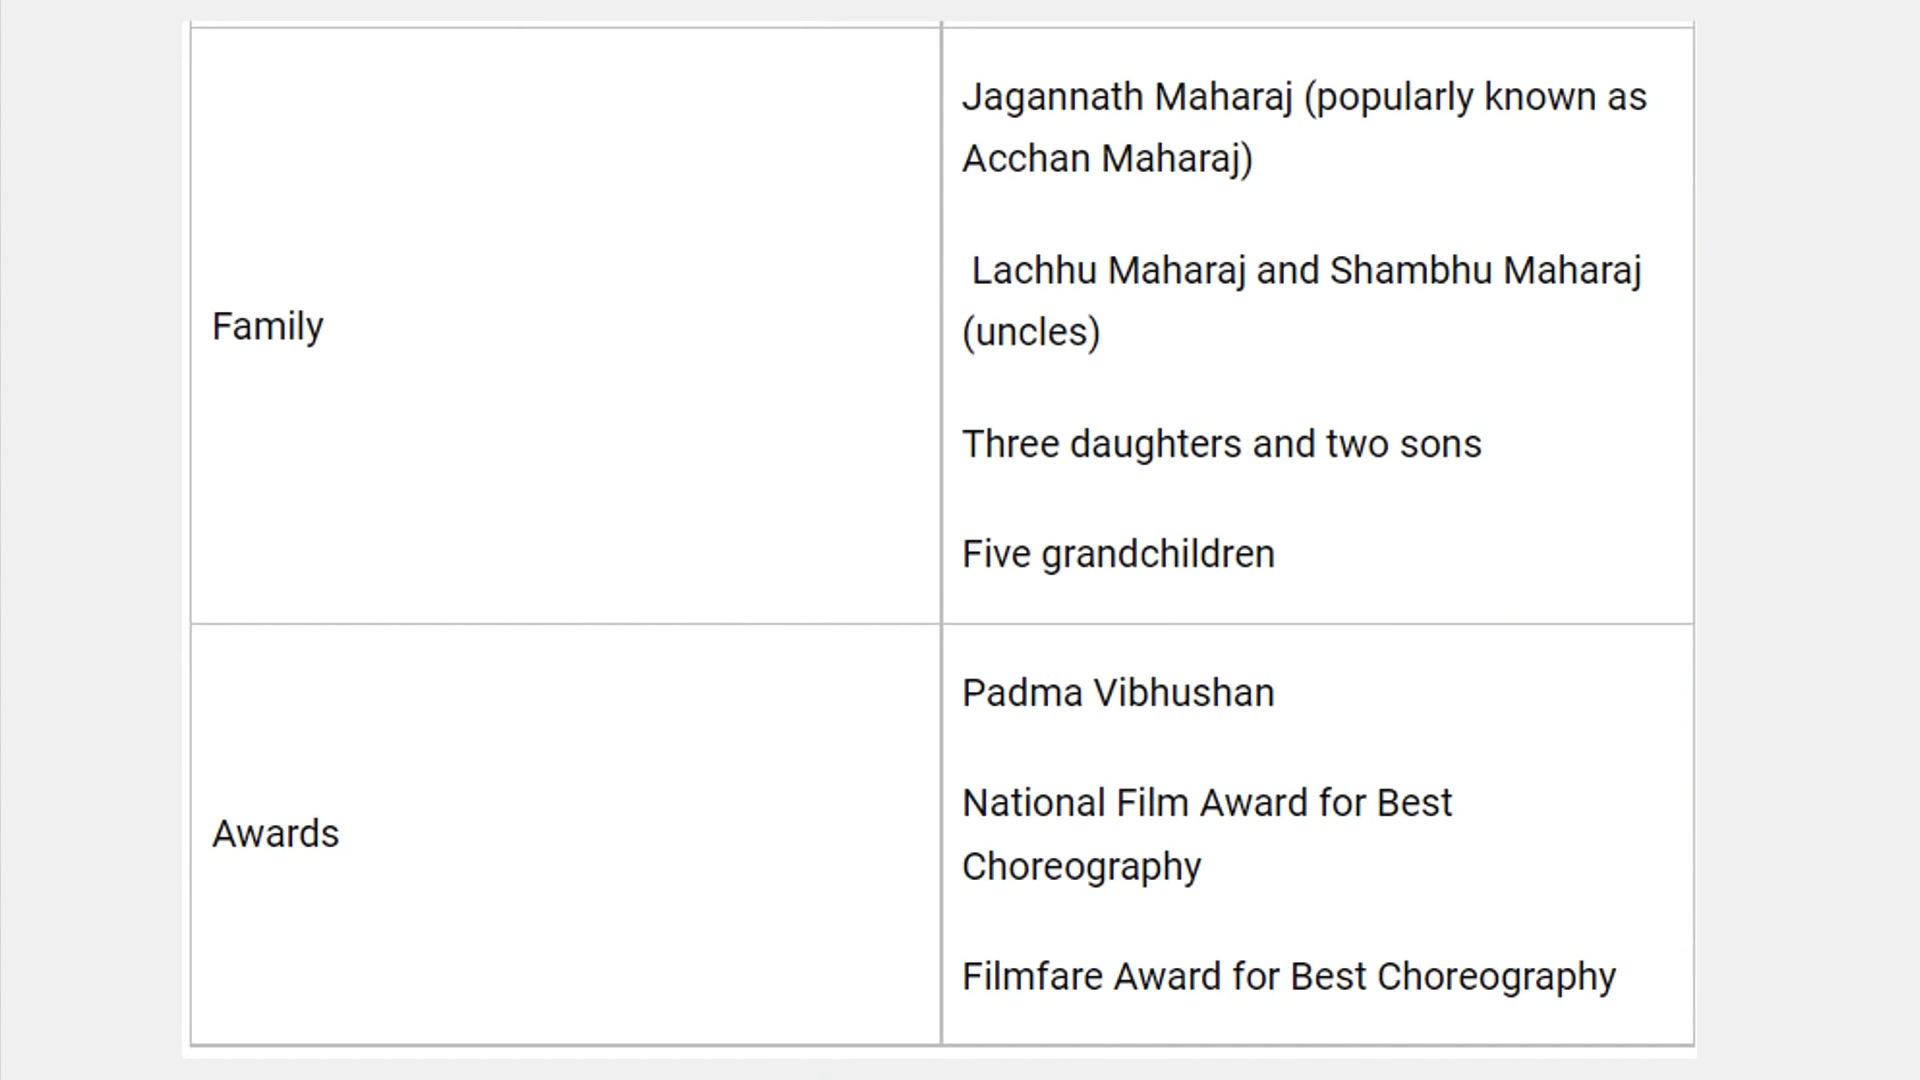 Family
Jagannath Maharaj (popularly known as
Acchan Maharaj)
Lachhu Maharaj and Shambhu Maharaj
(uncles)
Three daughters and two sons
Five grandchildren
Awards
Padma Vibhushan
National Film Award for Best
Choreography
Filmfare Award for Best Choreography